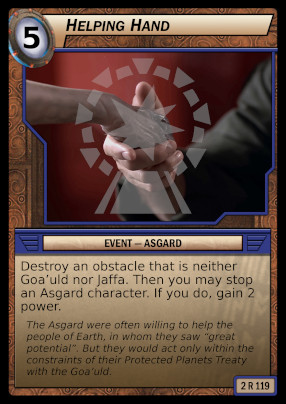 5
HELPING HAND
EVENT – ASGARD
Destroy an obstacle that is neither
Goa'uld nor Jaffa. Then you may stop
an Asgard character. If you do, gain 2
power.
The Asgard were often willing to help the
people of Earth, in whom they saw "great
potential". But they would act only within the
constraints of their Protected Planets Treaty
with the Goa'uld.
2 R 119